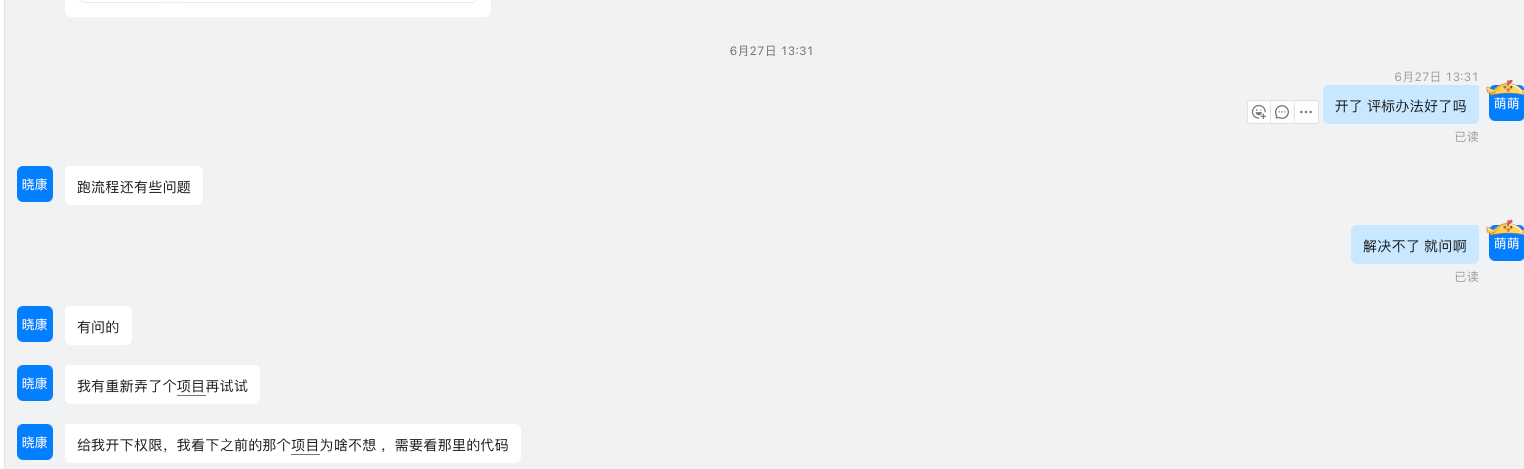 6月27日 13:31
6月27日 13:31
开了 评标办法好了吗
萌萌
已读
晓康
跑流程还有些问题
解决不了 就问啊
萌萌
已读
晓康
有问的
晓康
我有重新弄了个项目再试试
晓康
给我开下权限，我看下之前的那个项目为啥不想 ，需要看那里的代码